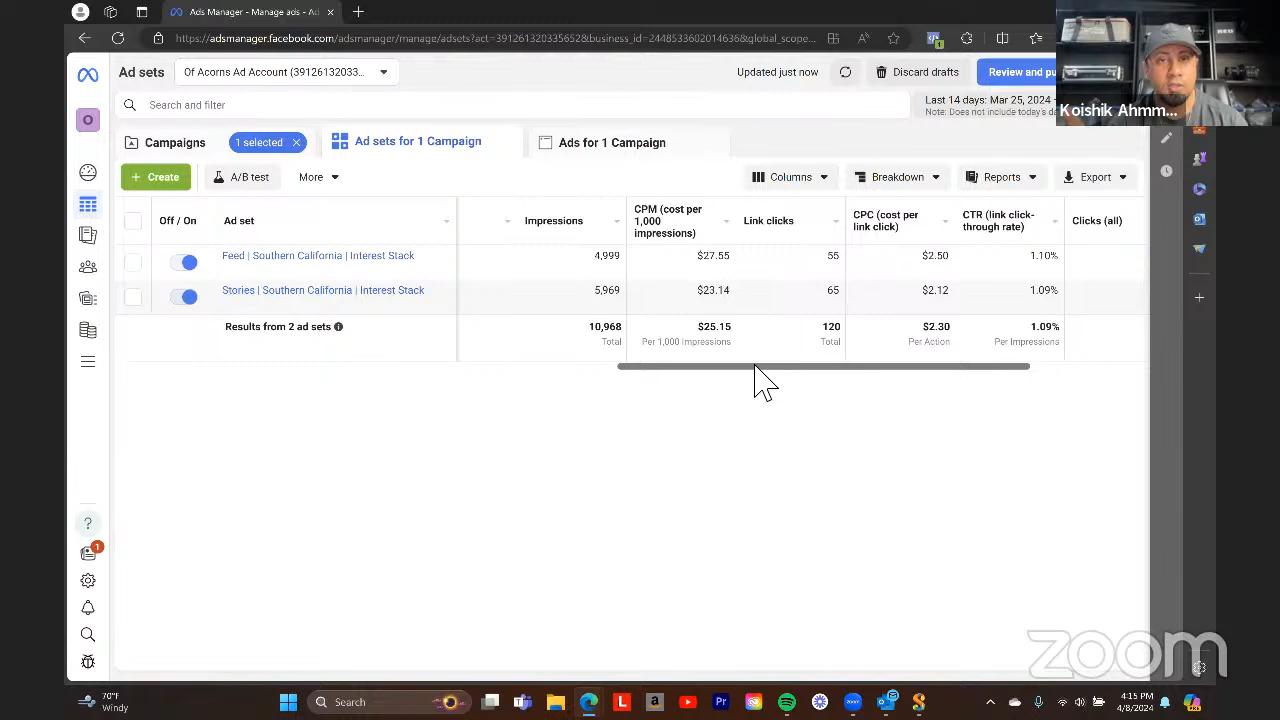 Ads Manager - Manage ads - Ad
https://adsmanager.facebook.com/adsmanager/manage/adsets
Ad sets
Of Acorns Ad Account (39126132033...
Updated just now
Discard drafts
Review and pu
Koishik Ahmm...
O
Search and filter
Last 14 days: Mar 25, 2024
Note: Does not include today's da
Campaigns
1 selected
Ad sets for 1 Campaign
Ads for 1 Campaign
+ Create
A/B test
More
Columns
Breakdown
Reports
Export
Off / On
Ad set
Impressions
CPM (cost per 1,000 impressions)
Link clicks
CPC (cost per link click)
CTR (link click-through rate)
Clicks (all)
Feed | Southern California | Interest Stack
4,999
$27.55
55
$2.50
1.10%
Stories | Southern California | Interest Stack
5,969
$23.14
65
$2.12
1.09%
Results from 2 ad sets
10,968
$25.15
120
$2.30
1.09%
Total
Per 1,000 Impressions
Total
Per Action
Per Impressions
1
zoom
70°F
Windy
Search
4:15 PM
4/8/2024